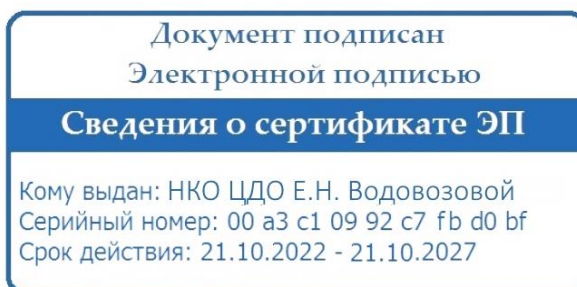 Документ подписан
Электронной подписью
Сведения о сертификате ЭП
Кому выдан: НКО ЦДО Е.Н. Водовозовой
Серийный номер: 00 a3 c1 09 92 c7 fb d0 bf
Срок действия: 21.10.2022 - 21.10.2027